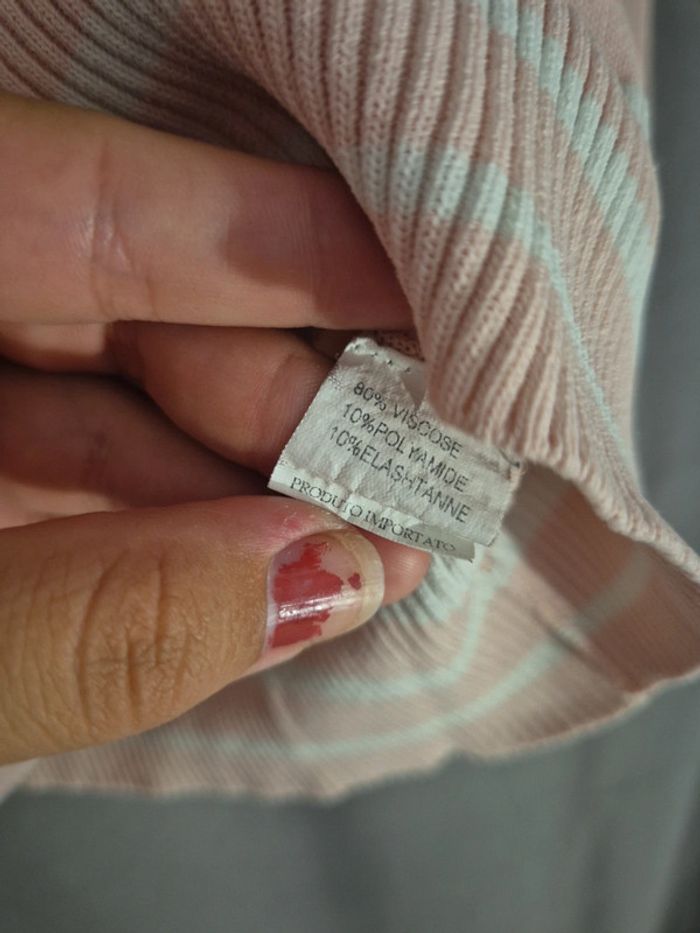 80% VISCOSE
10%POLYAMIDE
10%ELASHTANNE
PRODUTO IMPORTATO